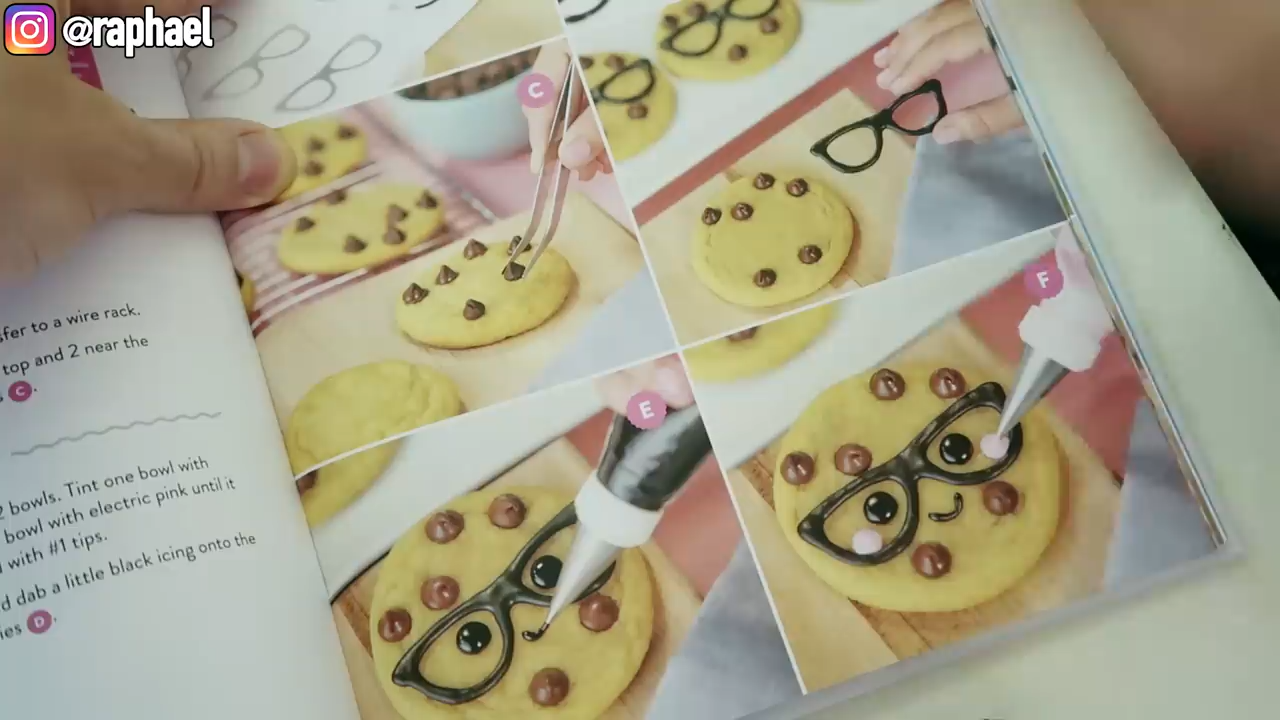 @raphael
C
fer to a wire rack.
top and 2 near the
C.
2 bowls. Tint one bowl with
bowl with electric pink until it
with #1 tips.
d dab a little black icing onto the
ies D.
E
F